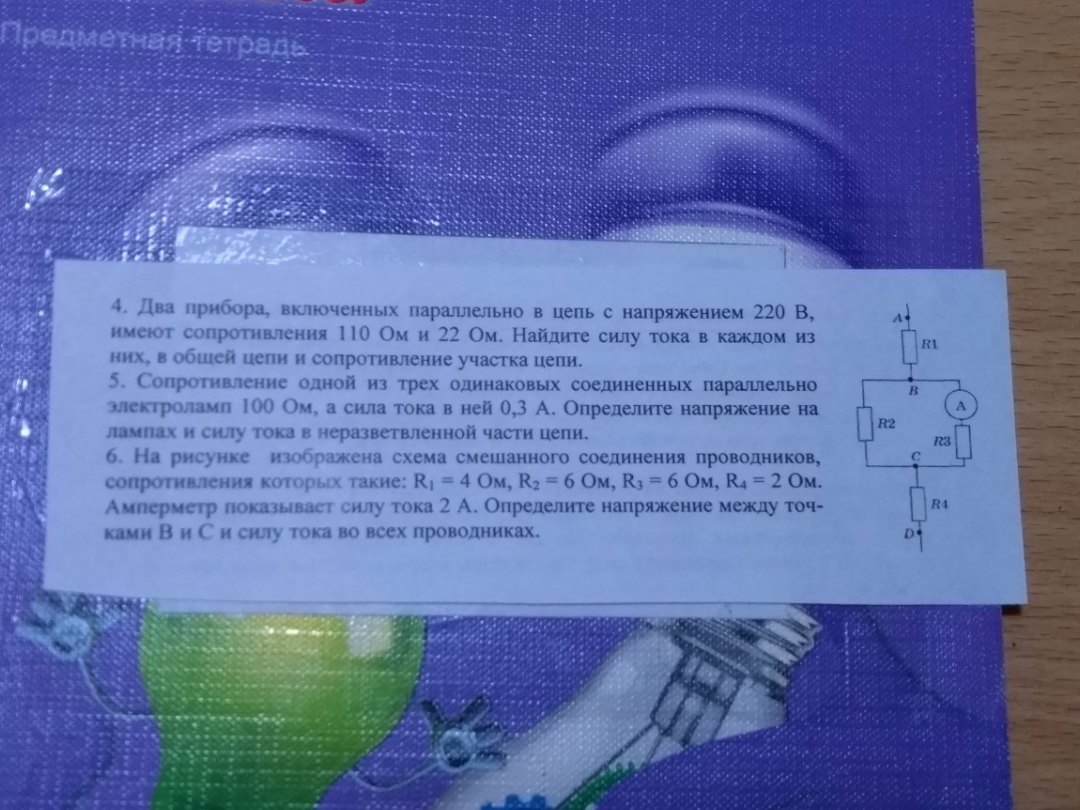 Предметная тетрадь
4. Два прибора, включенных параллельно в цепь с напряжением 220 В,
имеют сопротивления 110 Ом и 22 Ом. Найдите силу тока в каждом из
них, в общей цепи и сопротивление участка цепи.
5. Сопротивление одной из трех одинаковых соединенных параллельно
электроламп 100 Ом, а сила тока в ней 0,3 А. Определите напряжение на
лампах и силу тока в неразветвленной части цепи.
6. На рисунке изображена схема смешанного соединения проводников,
сопротивления которых такие: R₁ = 4 Ом, R₂ = 6 Ом, R₃ = 6 Ом, R₄ = 2 Ом.
Амперметр показывает силу тока 2 А. Определите напряжение между точ-
ками В и С и силу тока во всех проводниках.
A
R1
B
A
R2
R3
C
R4
D